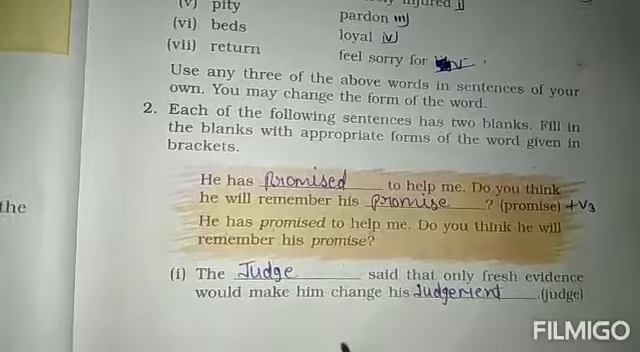 (v) pity injured i]
(vi) beds pardon iii]
(vii) return loyal iv]
feel sorry for v
Use any three of the above words in sentences of your
own. You may change the form of the word.
2. Each of the following sentences has two blanks. Fill in
the blanks with appropriate forms of the word given in
brackets.
He has promised to help me. Do you think
he will remember his promise? (promise) +V3
He has promised to help me. Do you think he will
remember his promise?
the
(i) The Judge said that only fresh evidence
would make him change his Judgement. (judge)
FILMIGO